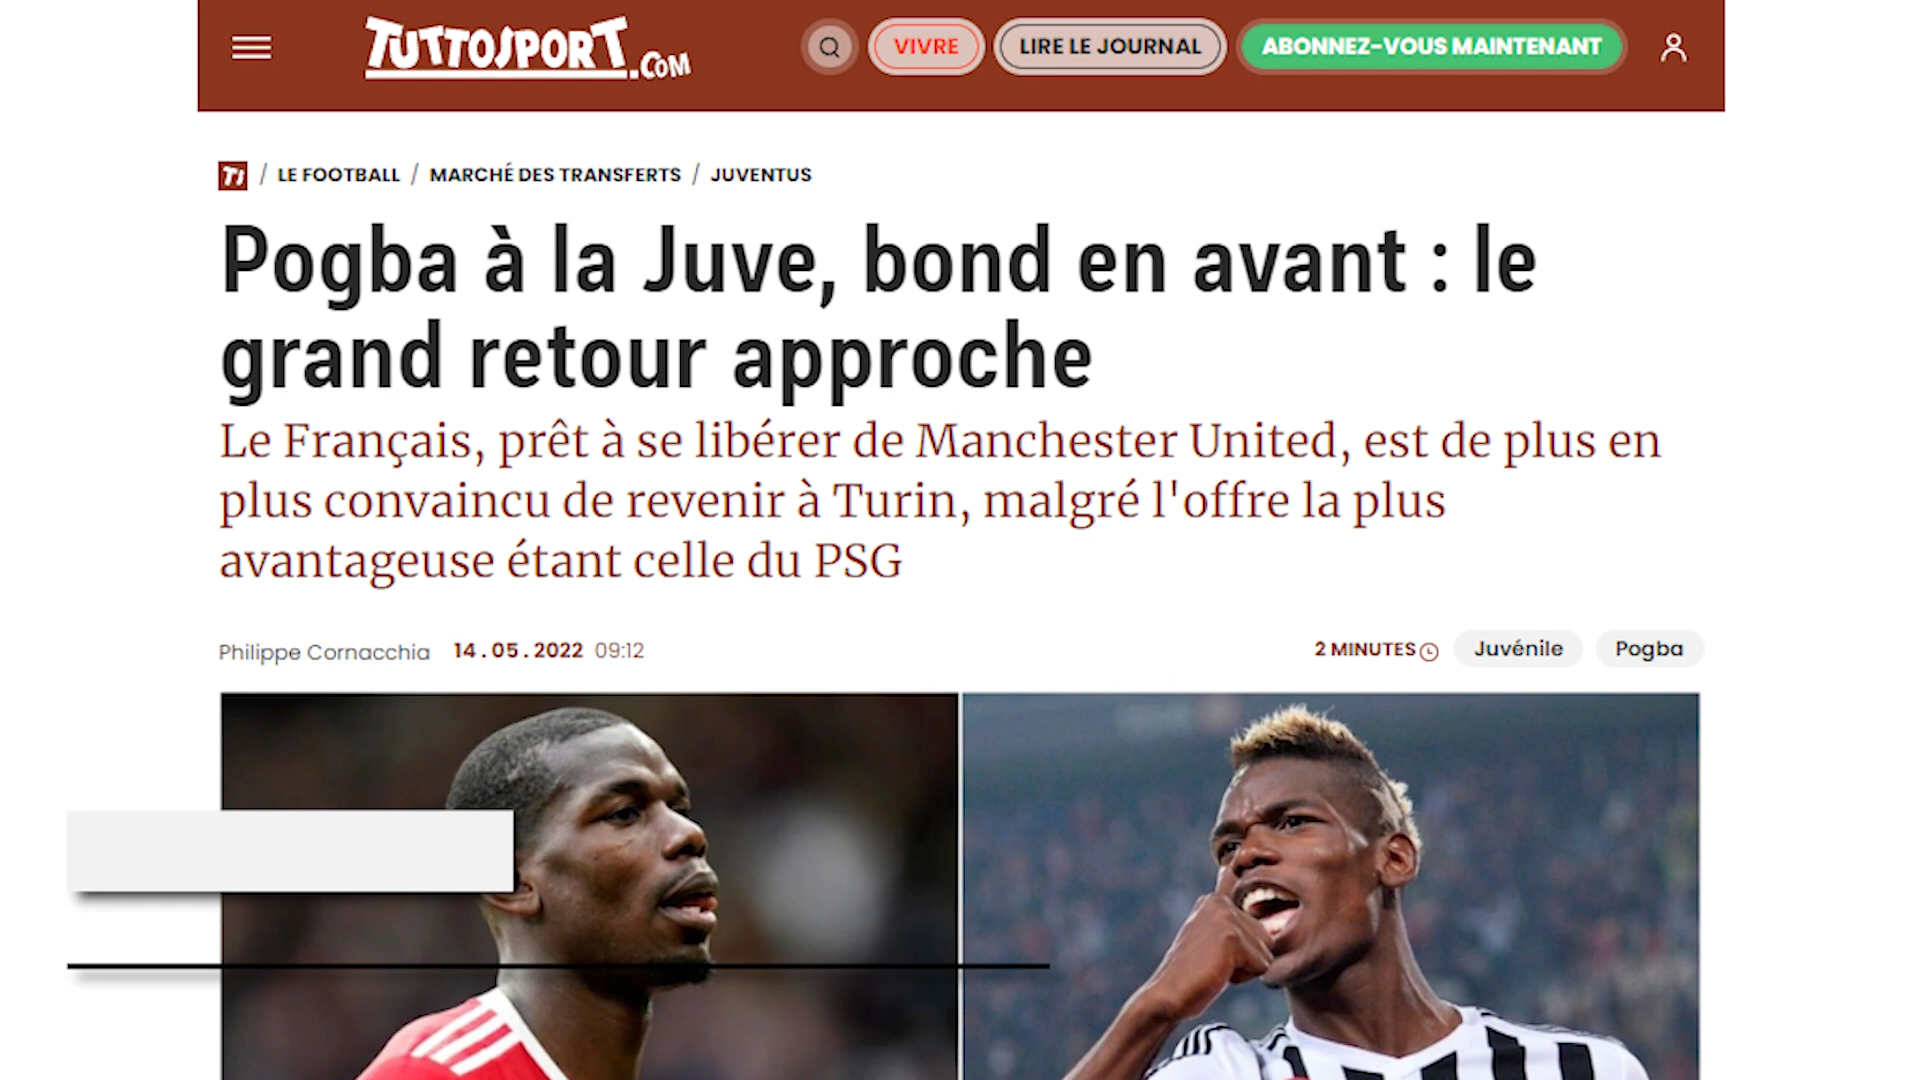 TUTTOSPORT.COM
VIVRE
LIRE LE JOURNAL
ABONNEZ-VOUS MAINTENANT
TJ / LE FOOTBALL / MARCHÉ DES TRANSFERTS / JUVENTUS
Pogba à la Juve, bond en avant : le
grand retour approche
Le Français, prêt à se libérer de Manchester United, est de plus en
plus convaincu de revenir à Turin, malgré l'offre la plus
avantageuse étant celle du PSG
Philippe Cornacchia 14.05.2022 09:12
2 MINUTES
Juvénile
Pogba